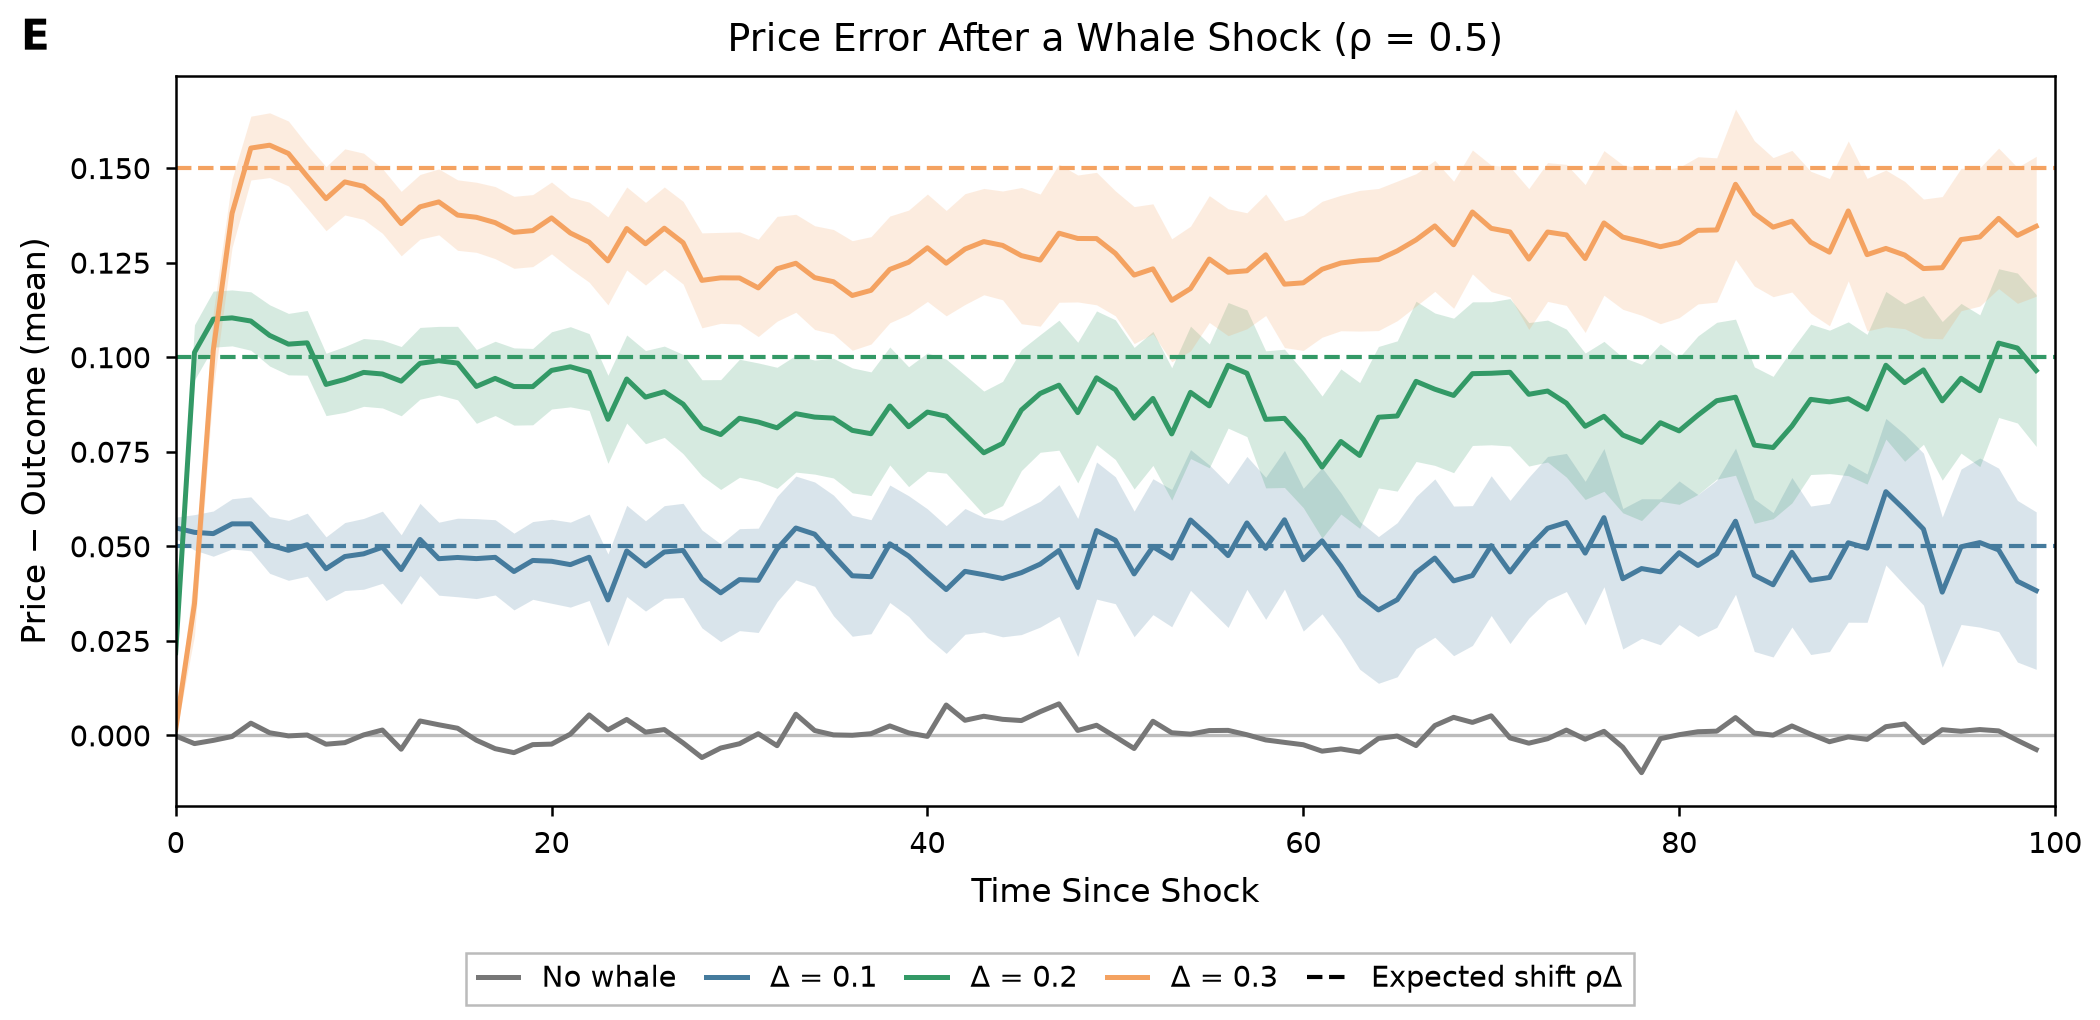 E
Price Error After a Whale Shock (ρ = 0.5)
Price − Outcome (mean)
0.150
0.125
0.100
0.075
0.050
0.025
0.000
0 20 40 60 80 100
Time Since Shock
No whale Δ = 0.1 Δ = 0.2 Δ = 0.3 Expected shift ρΔ